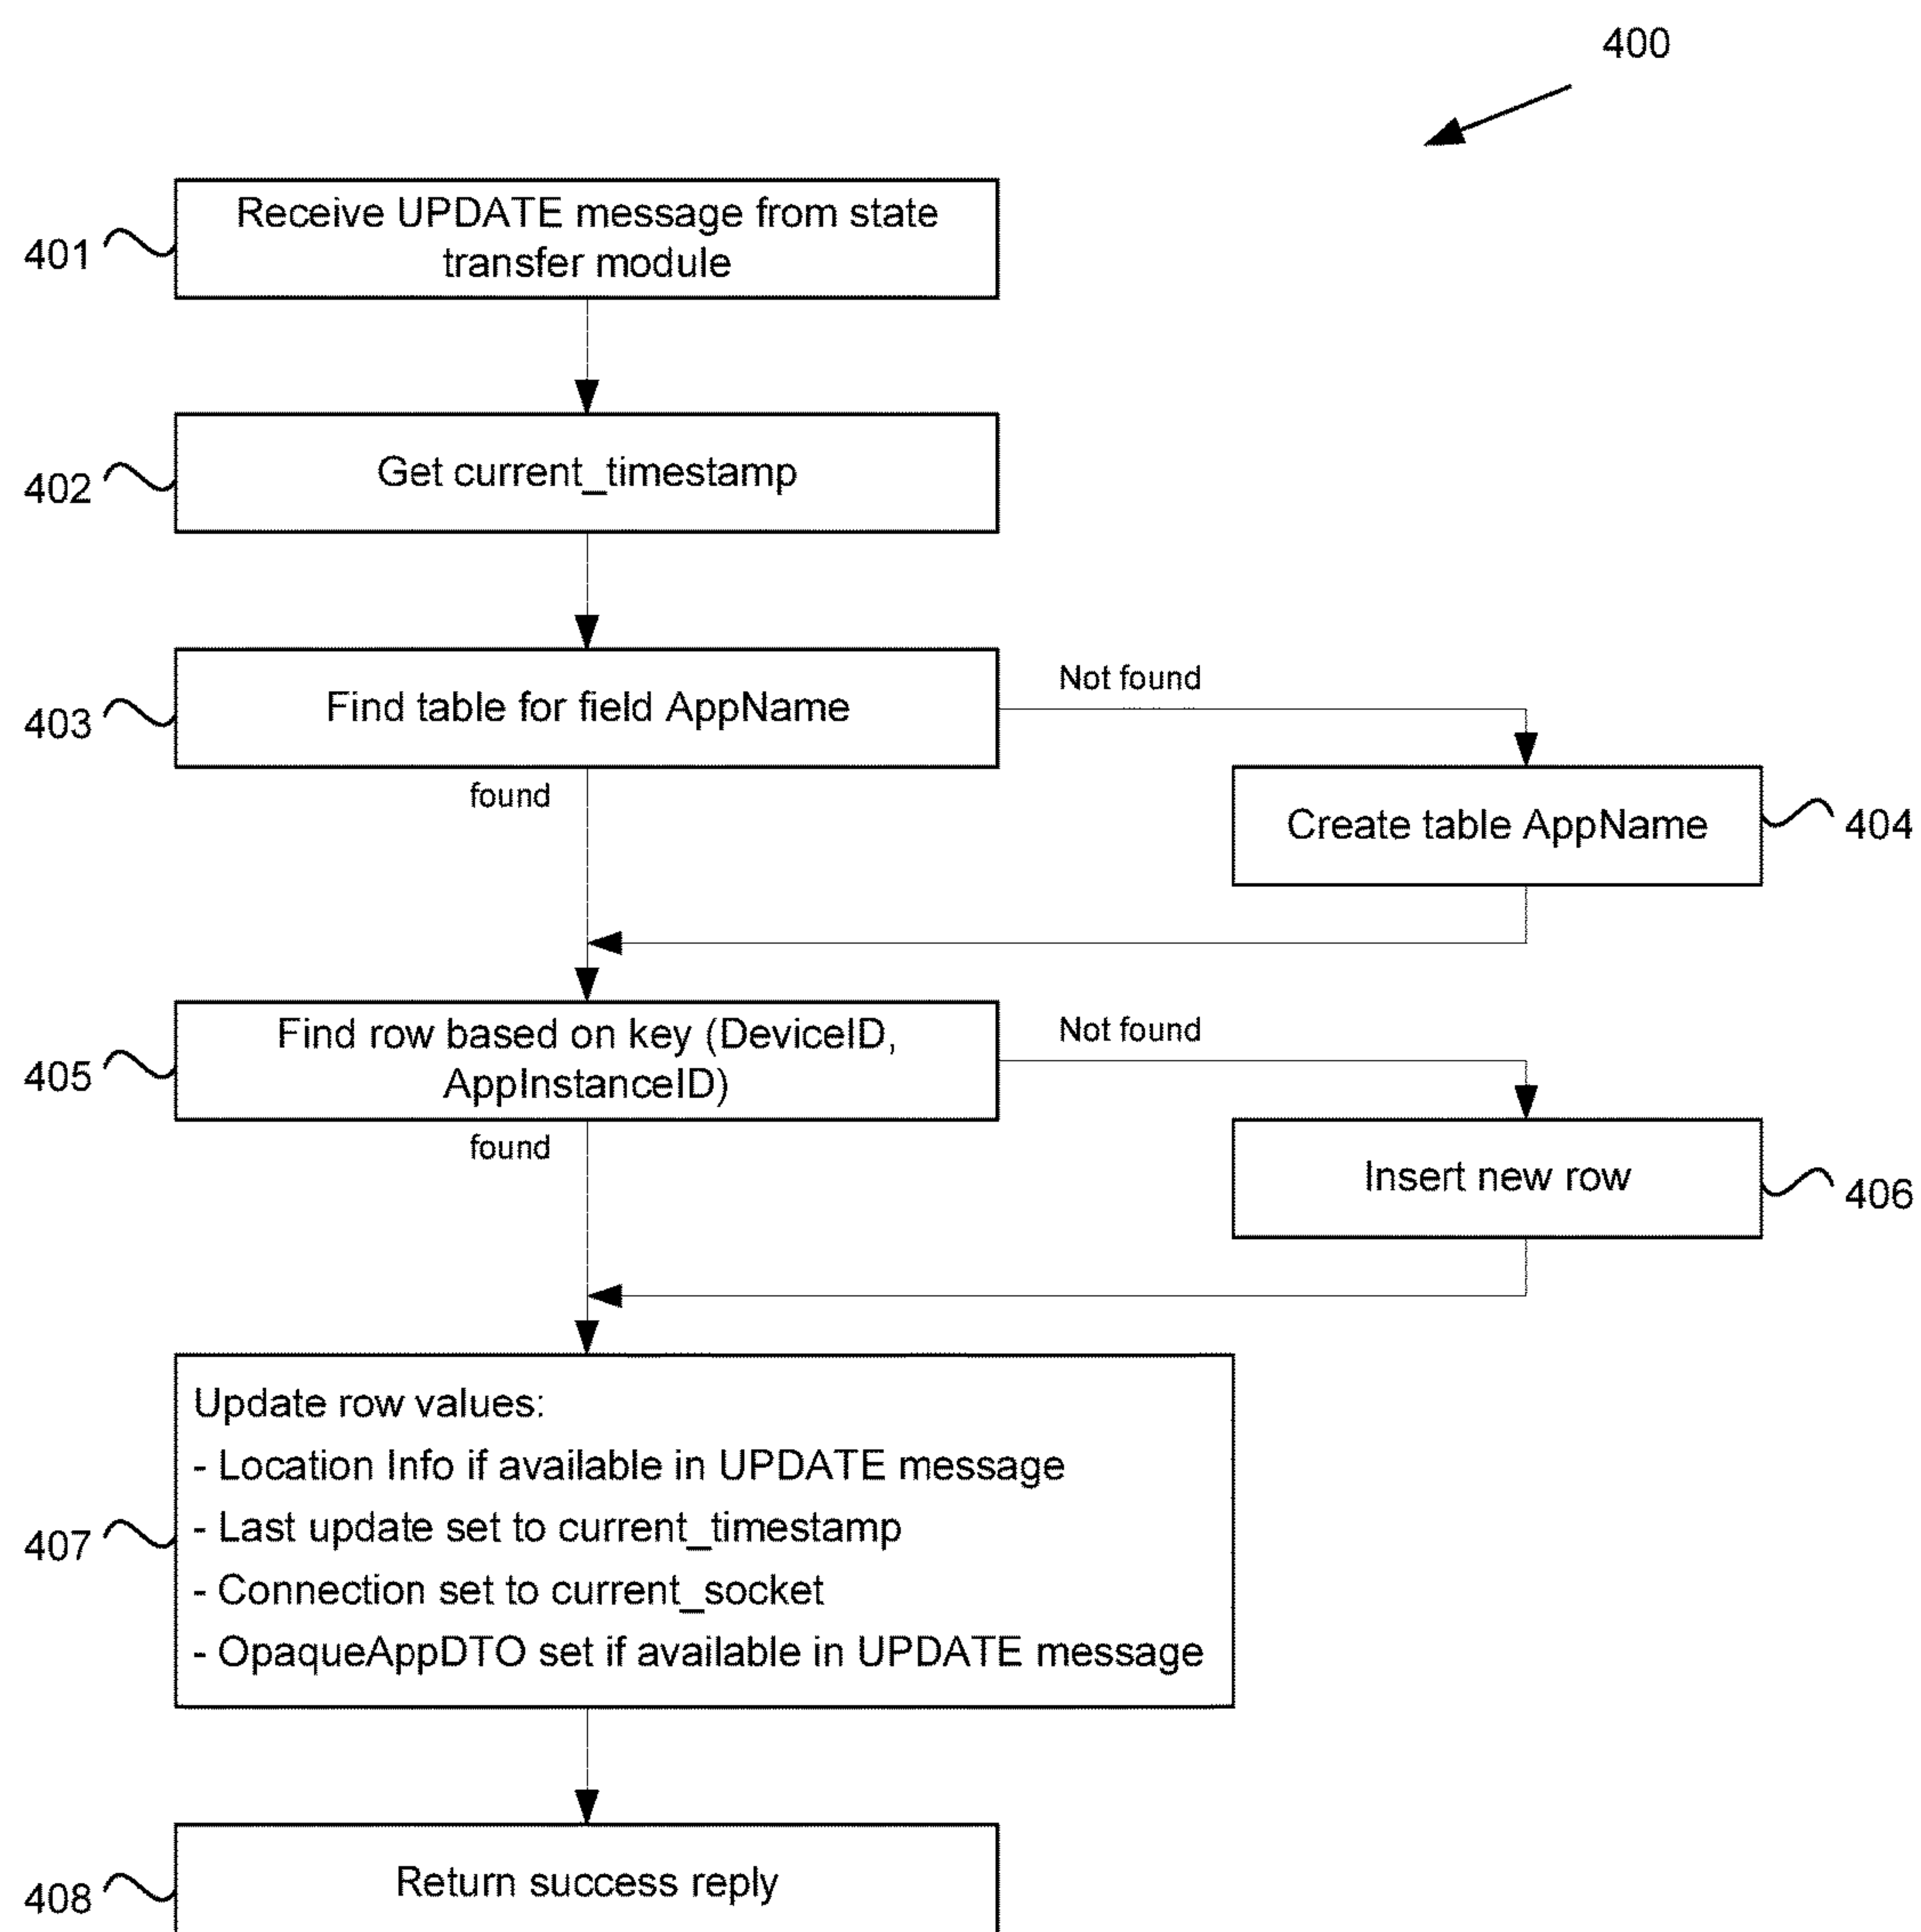 400
Receive UPDATE message from state
transfer module
401
Get current_timestamp
402
Find table for field AppName
Not found
403
found
Create table AppName
404
Find row based on key (DeviceID,
AppInstanceID)
Not found
405
found
Insert new row
406
Update row values:
- Location Info if available in UPDATE message
- Last update set to current_timestamp
407
- Connection set to current_socket
- OpaqueAppDTO set if available in UPDATE message
Return success reply
408